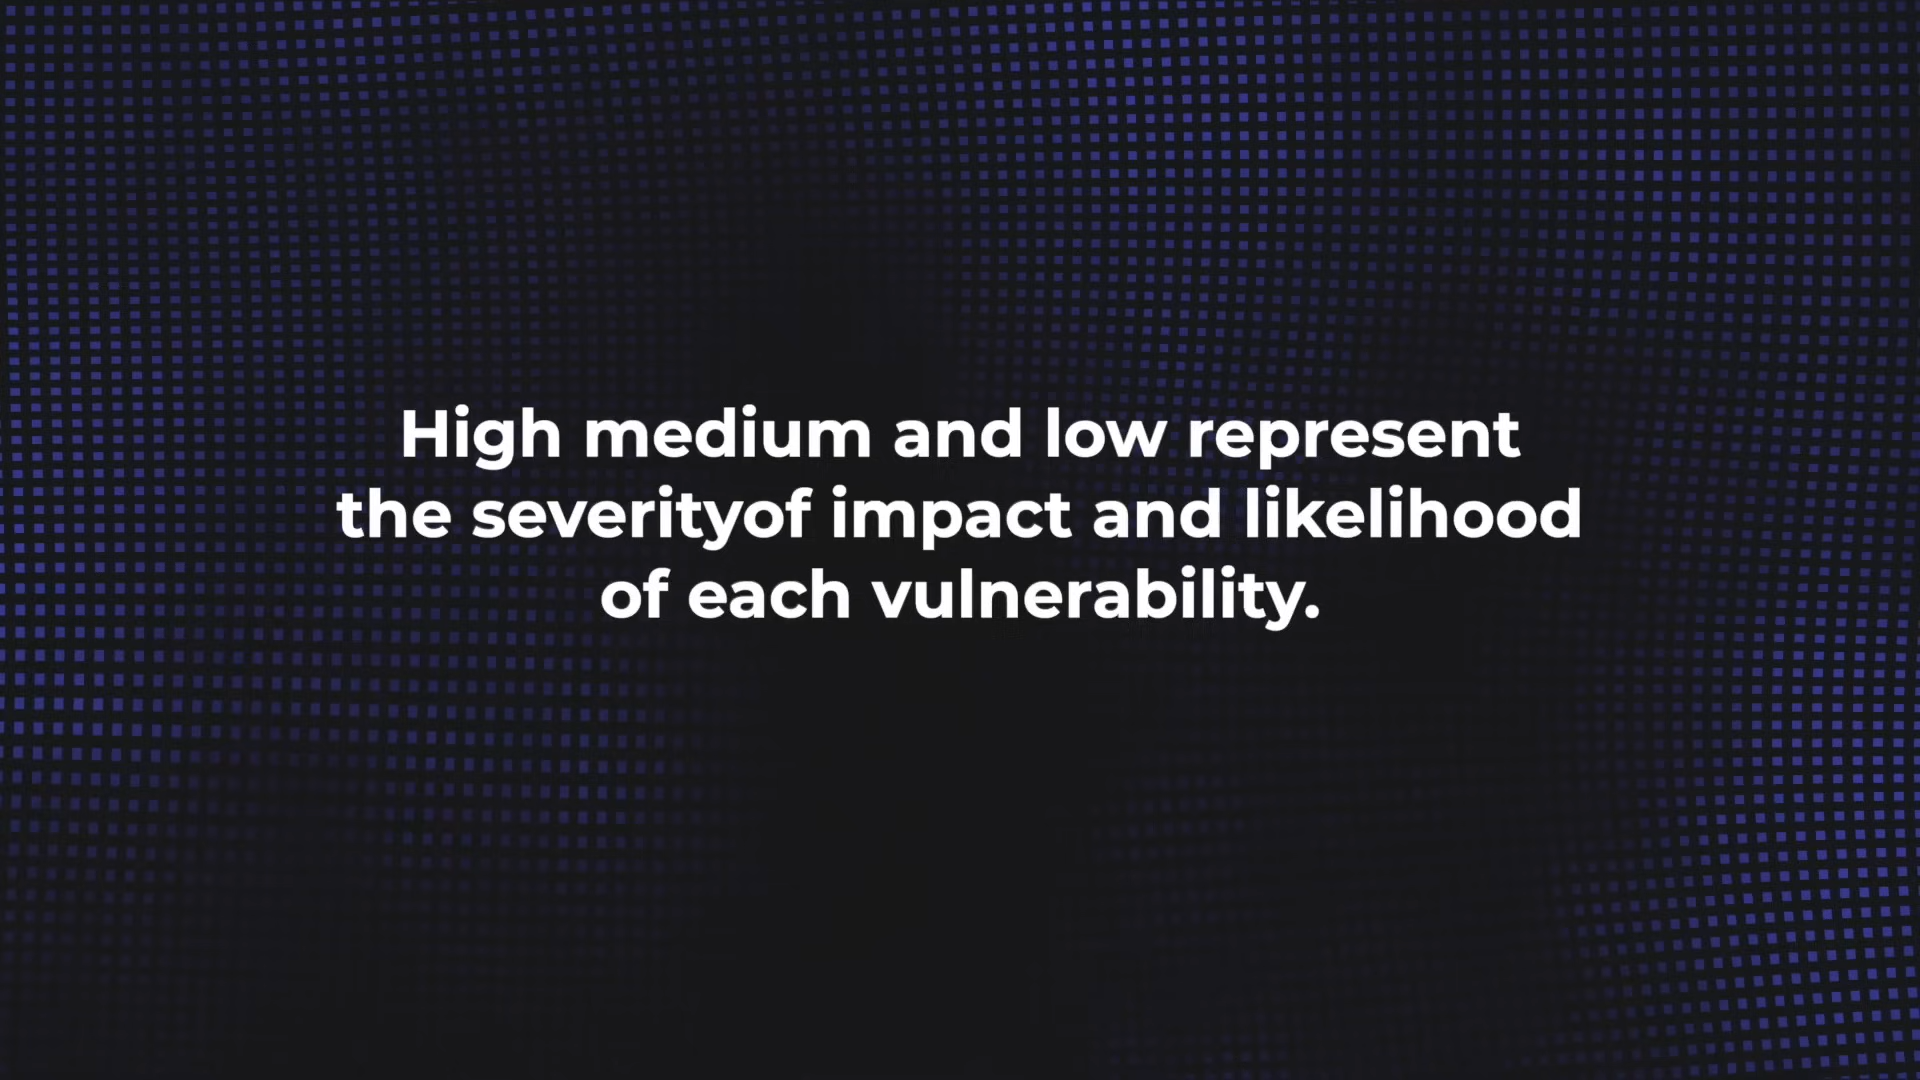 High medium and low represent
the severityof impact and likelihood
of each vulnerability.